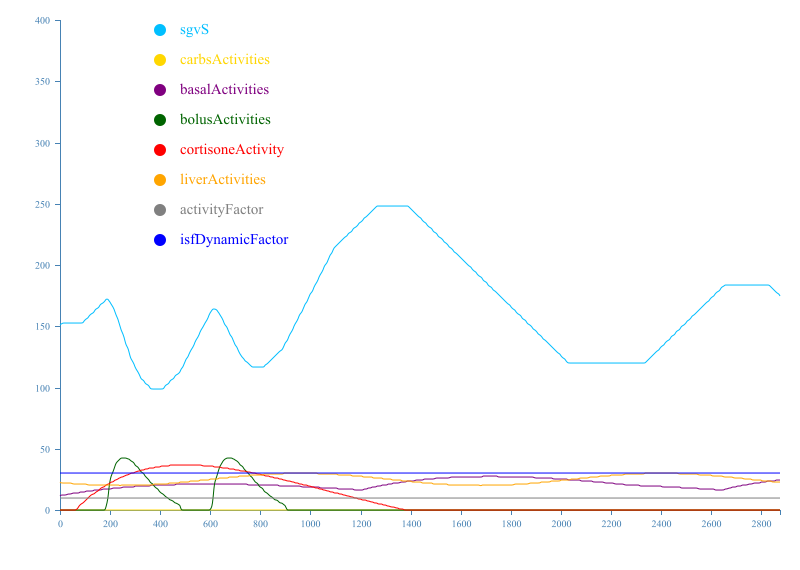 400
sgvS
carbsActivities
350
basalActivities
bolusActivities
300
cortisoneActivity
liverActivities
250
activityFactor
isfDynamicFactor
200
150
100
50
0
0 200 400 600 800 1000 1200 1400 1600 1800 2000 2200 2400 2600 2800